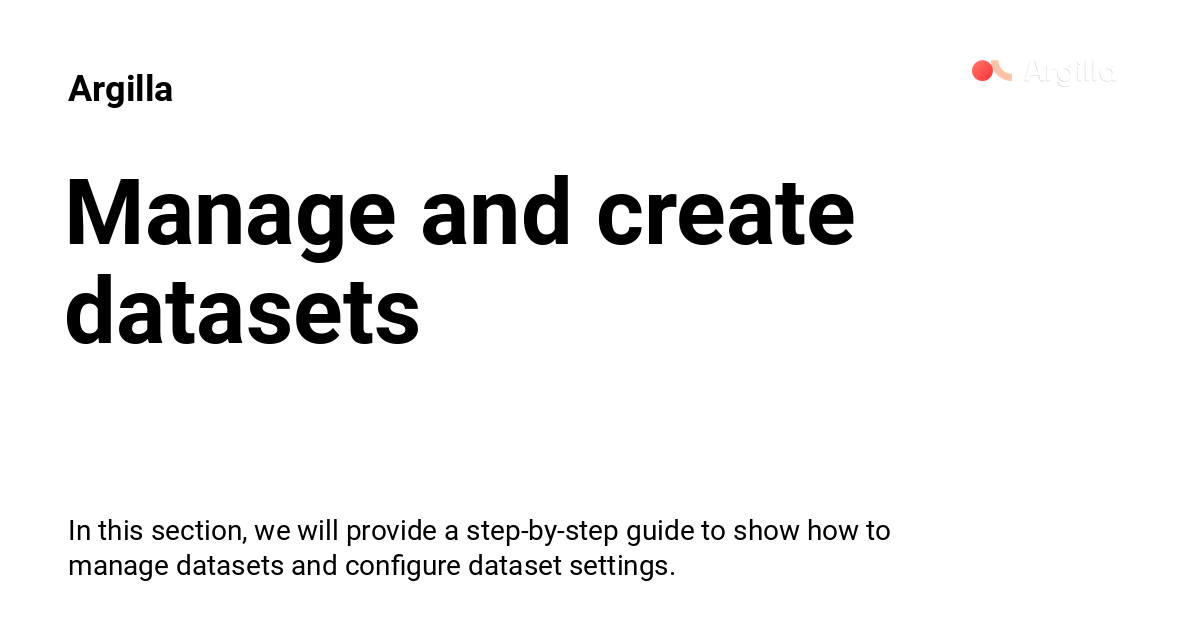 Argilla
Argilla
Manage and create
datasets
In this section, we will provide a step-by-step guide to show how to
manage datasets and configure dataset settings.